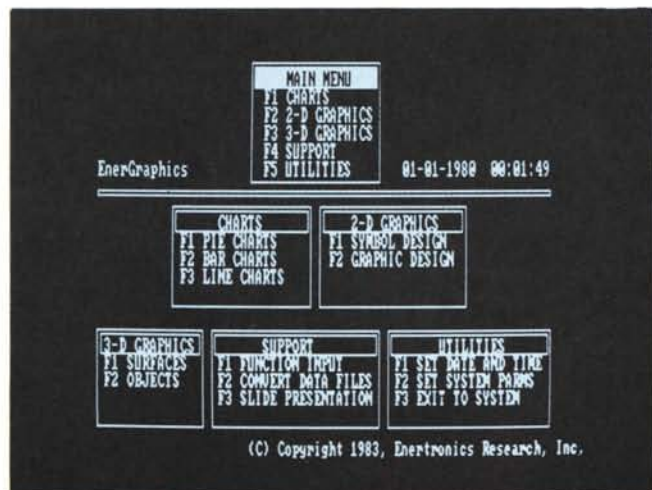 MAIN MENU
F1 CHARTS
F2 2-D GRAPHICS
F3 3-D GRAPHICS
F4 SUPPORT
F5 UTILITIES
EnerGraphics
01-01-1980 00:01:49
CHARTS
F1 PIE CHARTS
F2 BAR CHARTS
F3 LINE CHARTS
2-D GRAPHICS
F1 SYMBOL DESIGN
F2 GRAPHIC DESIGN
3-D GRAPHICS
F1 SURFACES
F2 OBJECTS
SUPPORT
F1 FUNCTION INPUT
F2 CONVERT DATA FILES
F3 SLIDE PRESENTATION
UTILITIES
F1 SET DATE AND TIME
F2 SET SYSTEM PARMS
F3 EXIT TO SYSTEM
(C) Copyright 1983, Enertronics Research, Inc.